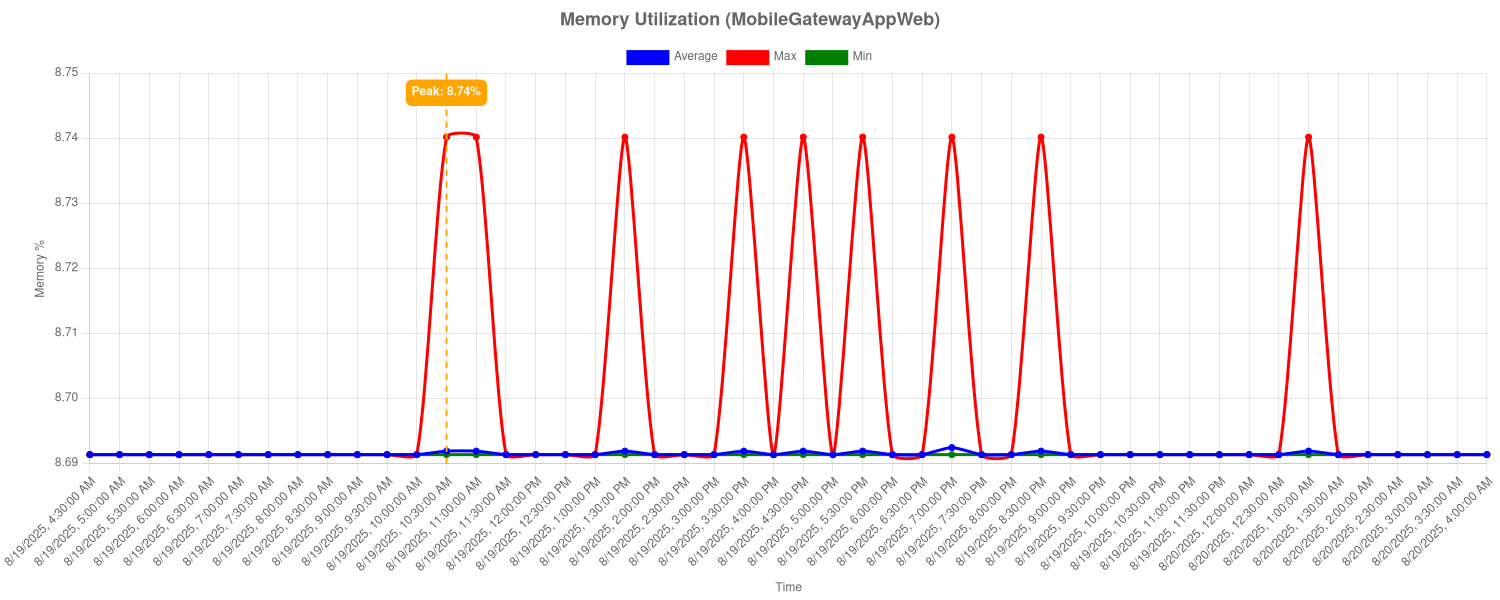 Memory Utilization (MobileGatewayAppWeb)
Average Max Min
8.75
Peak: 8.74%
8.74
8.73
8.72
8.71
8.70
8.69
Memory %
8/19/2025, 4:30:00 AM
8/19/2025, 5:00:00 AM
8/19/2025, 5:30:00 AM
8/19/2025, 6:00:00 AM
8/19/2025, 6:30:00 AM
8/19/2025, 7:00:00 AM
8/19/2025, 7:30:00 AM
8/19/2025, 8:00:00 AM
8/19/2025, 8:30:00 AM
8/19/2025, 9:00:00 AM
8/19/2025, 9:30:00 AM
8/19/2025, 10:00:00 AM
8/19/2025, 10:30:00 AM
8/19/2025, 11:00:00 AM
8/19/2025, 11:30:00 AM
8/19/2025, 12:00:00 PM
8/19/2025, 12:30:00 PM
8/19/2025, 1:00:00 PM
8/19/2025, 1:30:00 PM
8/19/2025, 2:00:00 PM
8/19/2025, 2:30:00 PM
8/19/2025, 3:00:00 PM
8/19/2025, 3:30:00 PM
8/19/2025, 4:00:00 PM
8/19/2025, 4:30:00 PM
8/19/2025, 5:00:00 PM
8/19/2025, 5:30:00 PM
8/19/2025, 6:00:00 PM
8/19/2025, 6:30:00 PM
8/19/2025, 7:00:00 PM
8/19/2025, 7:30:00 PM
8/19/2025, 8:00:00 PM
8/19/2025, 8:30:00 PM
8/19/2025, 9:00:00 PM
8/19/2025, 9:30:00 PM
8/19/2025, 10:00:00 PM
8/19/2025, 10:30:00 PM
8/19/2025, 11:00:00 PM
8/19/2025, 11:30:00 PM
8/20/2025, 12:00:00 AM
8/20/2025, 12:30:00 AM
8/20/2025, 1:00:00 AM
8/20/2025, 1:30:00 AM
8/20/2025, 2:00:00 AM
8/20/2025, 2:30:00 AM
8/20/2025, 3:00:00 AM
8/20/2025, 3:30:00 AM
8/20/2025, 4:00:00 AM
Time